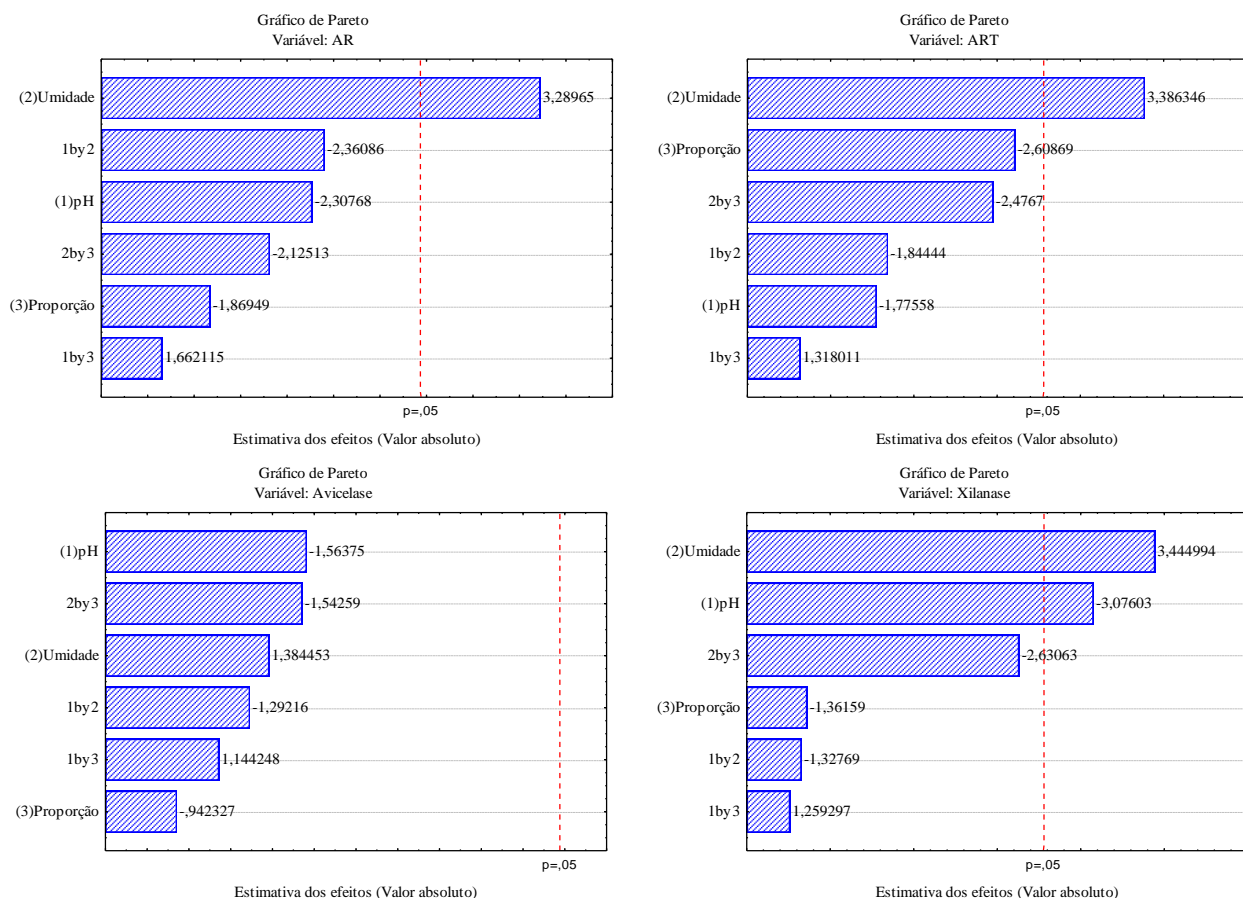 Gráfico de Pareto
Variável: AR
(2)Umidade
3,28965
1by2
-2,36086
(1)pH
-2,30768
2by3
-2,12513
(3)Proporção
-1,86949
1by3
1,662115
p=,05
Estimativa dos efeitos (Valor absoluto)
Gráfico de Pareto
Variável: ART
(2)Umidade
3,386346
(3)Proporção
-2,60869
2by3
-2,4767
1by2
-1,84444
(1)pH
-1,77558
1by3
1,318011
p=,05
Estimativa dos efeitos (Valor absoluto)
Gráfico de Pareto
Variável: Avicelase
(1)pH
-1,56375
2by3
-1,54259
(2)Umidade
1,384453
1by2
-1,29216
1by3
1,144248
(3)Proporção
-,942327
p=,05
Estimativa dos efeitos (Valor absoluto)
Gráfico de Pareto
Variável: Xilanase
(2)Umidade
3,444994
(1)pH
-3,07603
2by3
-2,63063
(3)Proporção
-1,36159
1by2
-1,32769
1by3
1,259297
p=,05
Estimativa dos efeitos (Valor absoluto)